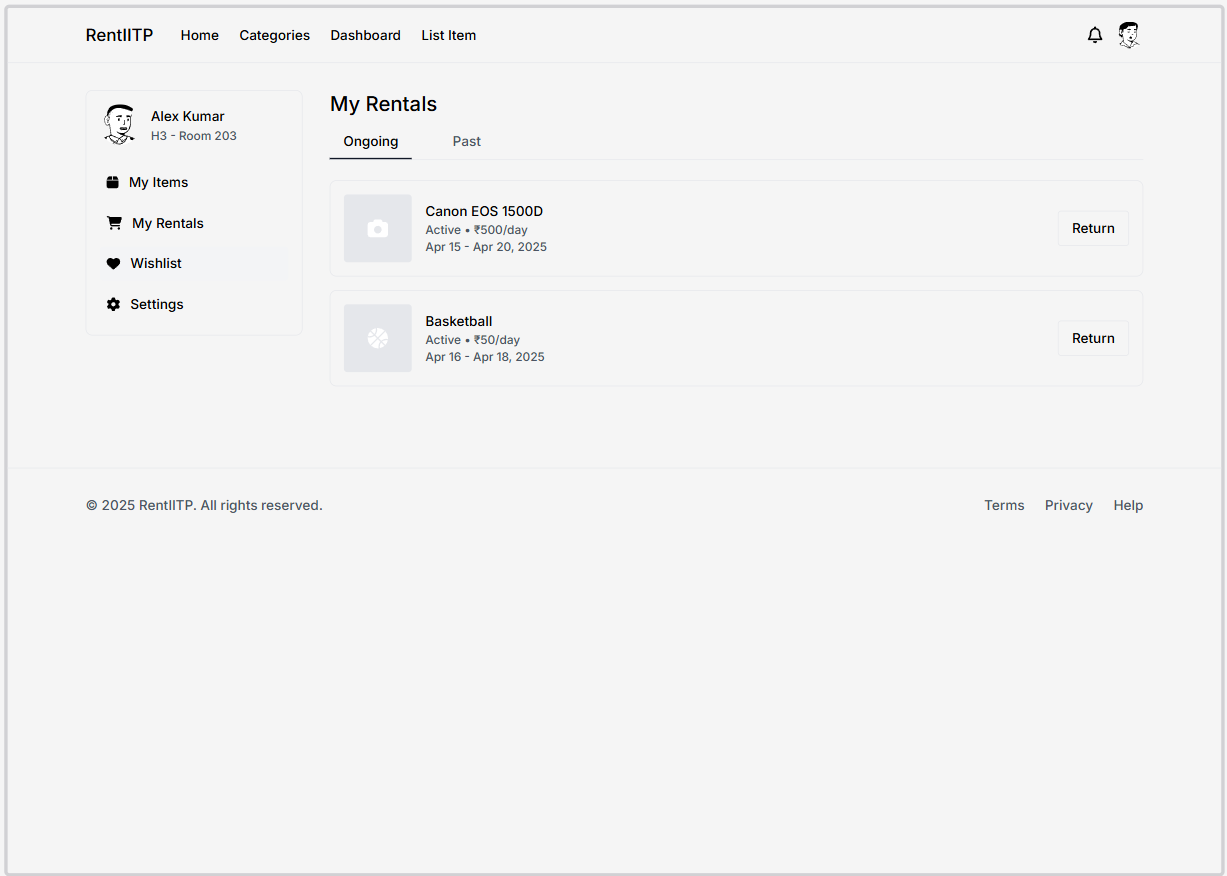 RentIITP Home Categories Dashboard List Item
Alex Kumar
H3 - Room 203
My Items
My Rentals
Wishlist
Settings
My Rentals
Ongoing Past
Canon EOS 1500D
Active • ₹500/day
Apr 15 - Apr 20, 2025
Return
Basketball
Active • ₹50/day
Apr 16 - Apr 18, 2025
Return
© 2025 RentIITP. All rights reserved.
Terms Privacy Help